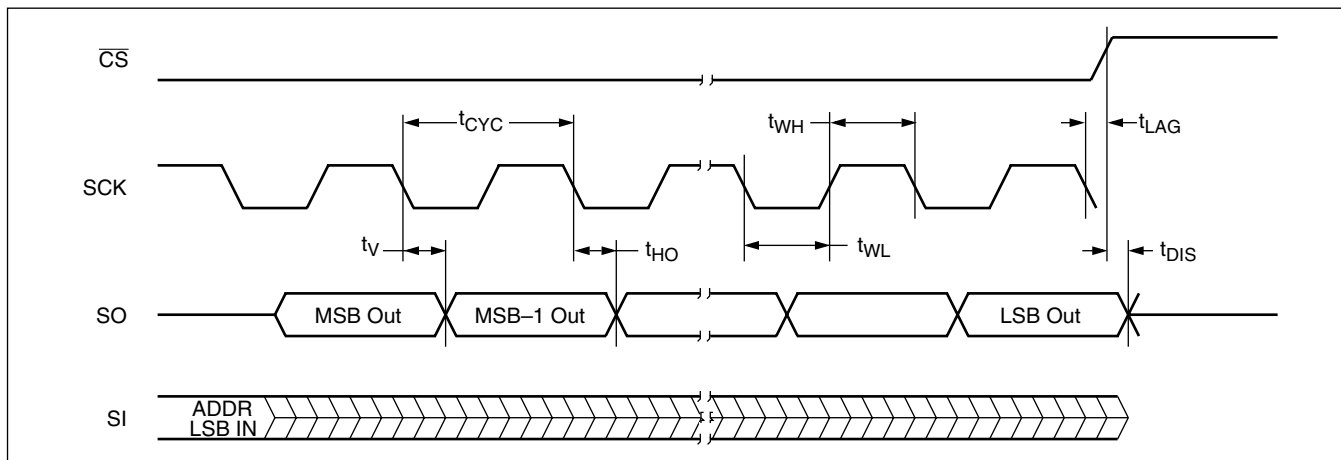 C̅S̅
tCYC
tWH
tLAG
SCK
tV
tHO
tWL
tDIS
SO
MSB Out
MSB–1 Out
LSB Out
SI
ADDR
LSB IN